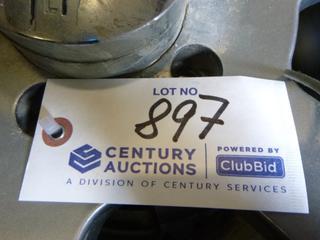 LOT NO
897
CENTURY
AUCTIONS
POWERED BY
ClubBid
A DIVISION OF CENTURY SERVICES